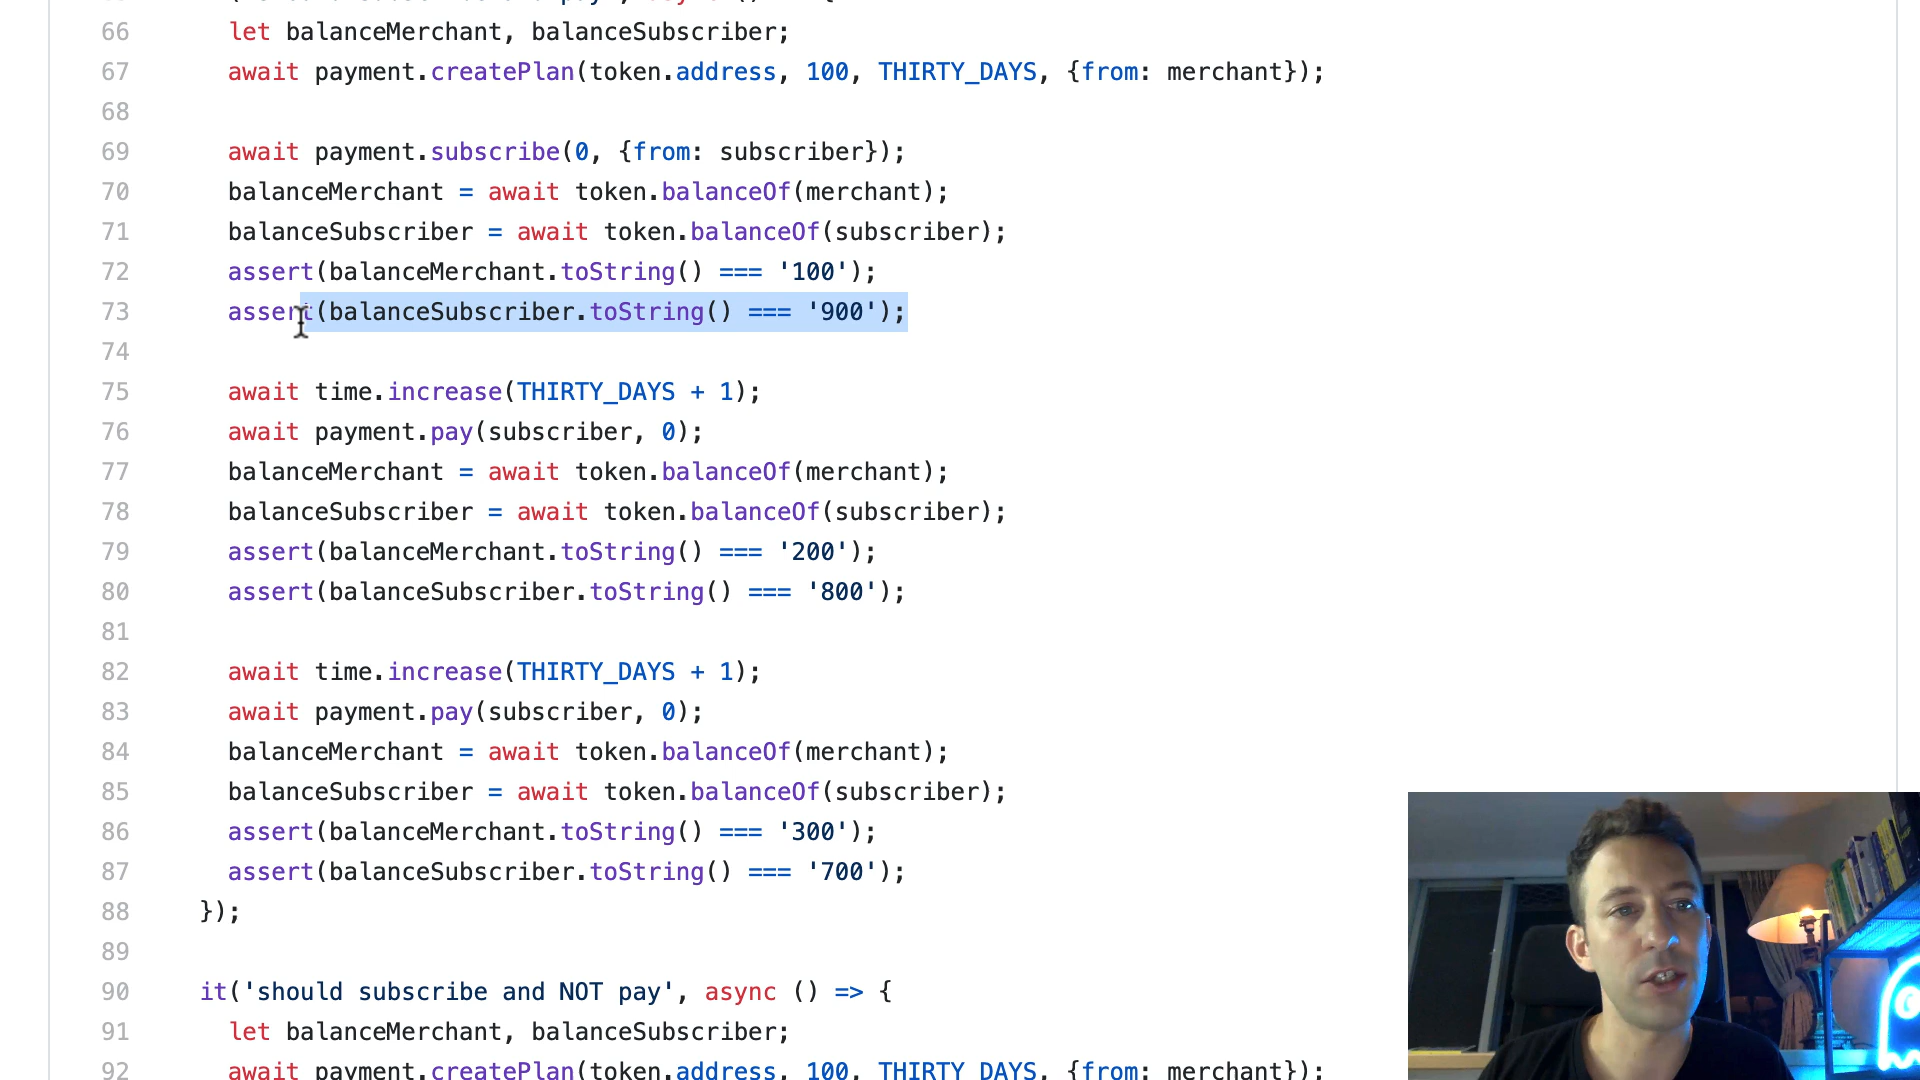 66 let balanceMerchant, balanceSubscriber;
67 await payment.createPlan(token.address, 100, THIRTY_DAYS, {from: merchant});
68
69 await payment.subscribe(0, {from: subscriber});
70 balanceMerchant = await token.balanceOf(merchant);
71 balanceSubscriber = await token.balanceOf(subscriber);
72 assert(balanceMerchant.toString() === '100');
73 assert(balanceSubscriber.toString() === '900');
74
75 await time.increase(THIRTY_DAYS + 1);
76 await payment.pay(subscriber, 0);
77 balanceMerchant = await token.balanceOf(merchant);
78 balanceSubscriber = await token.balanceOf(subscriber);
79 assert(balanceMerchant.toString() === '200');
80 assert(balanceSubscriber.toString() === '800');
81
82 await time.increase(THIRTY_DAYS + 1);
83 await payment.pay(subscriber, 0);
84 balanceMerchant = await token.balanceOf(merchant);
85 balanceSubscriber = await token.balanceOf(subscriber);
86 assert(balanceMerchant.toString() === '300');
87 assert(balanceSubscriber.toString() === '700');
88 });
89
90 it('should subscribe and NOT pay', async () => {
91 let balanceMerchant, balanceSubscriber;
92 await payment.createPlan(token.address, 100, THIRTY_DAYS, {from: merchant});